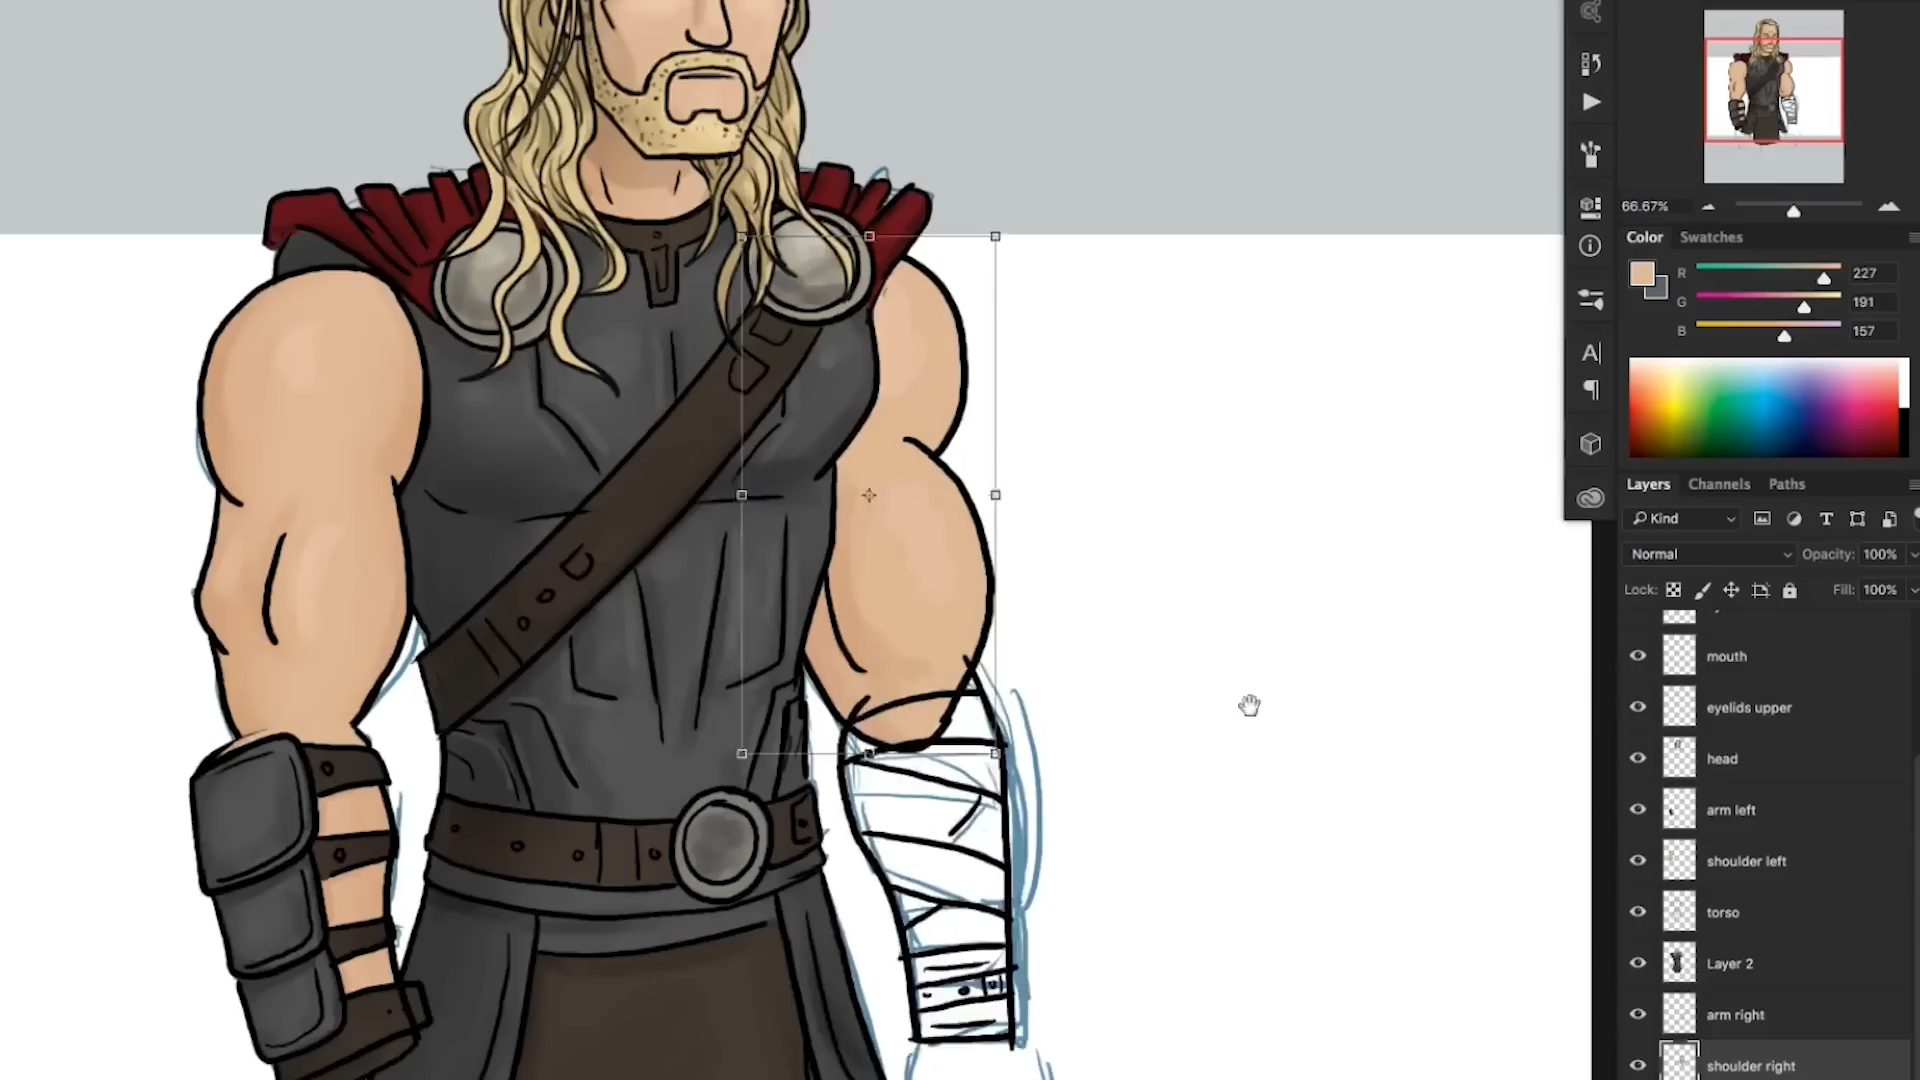 66.67%
Color Swatches
R 227
G 191
B 157
A
Layers Channels Paths
Kind
T
Normal Opacity: 100%
Lock: Fill: 100%
mouth
eyelids upper
head
arm left
shoulder left
torso
Layer 2
arm right
shoulder right